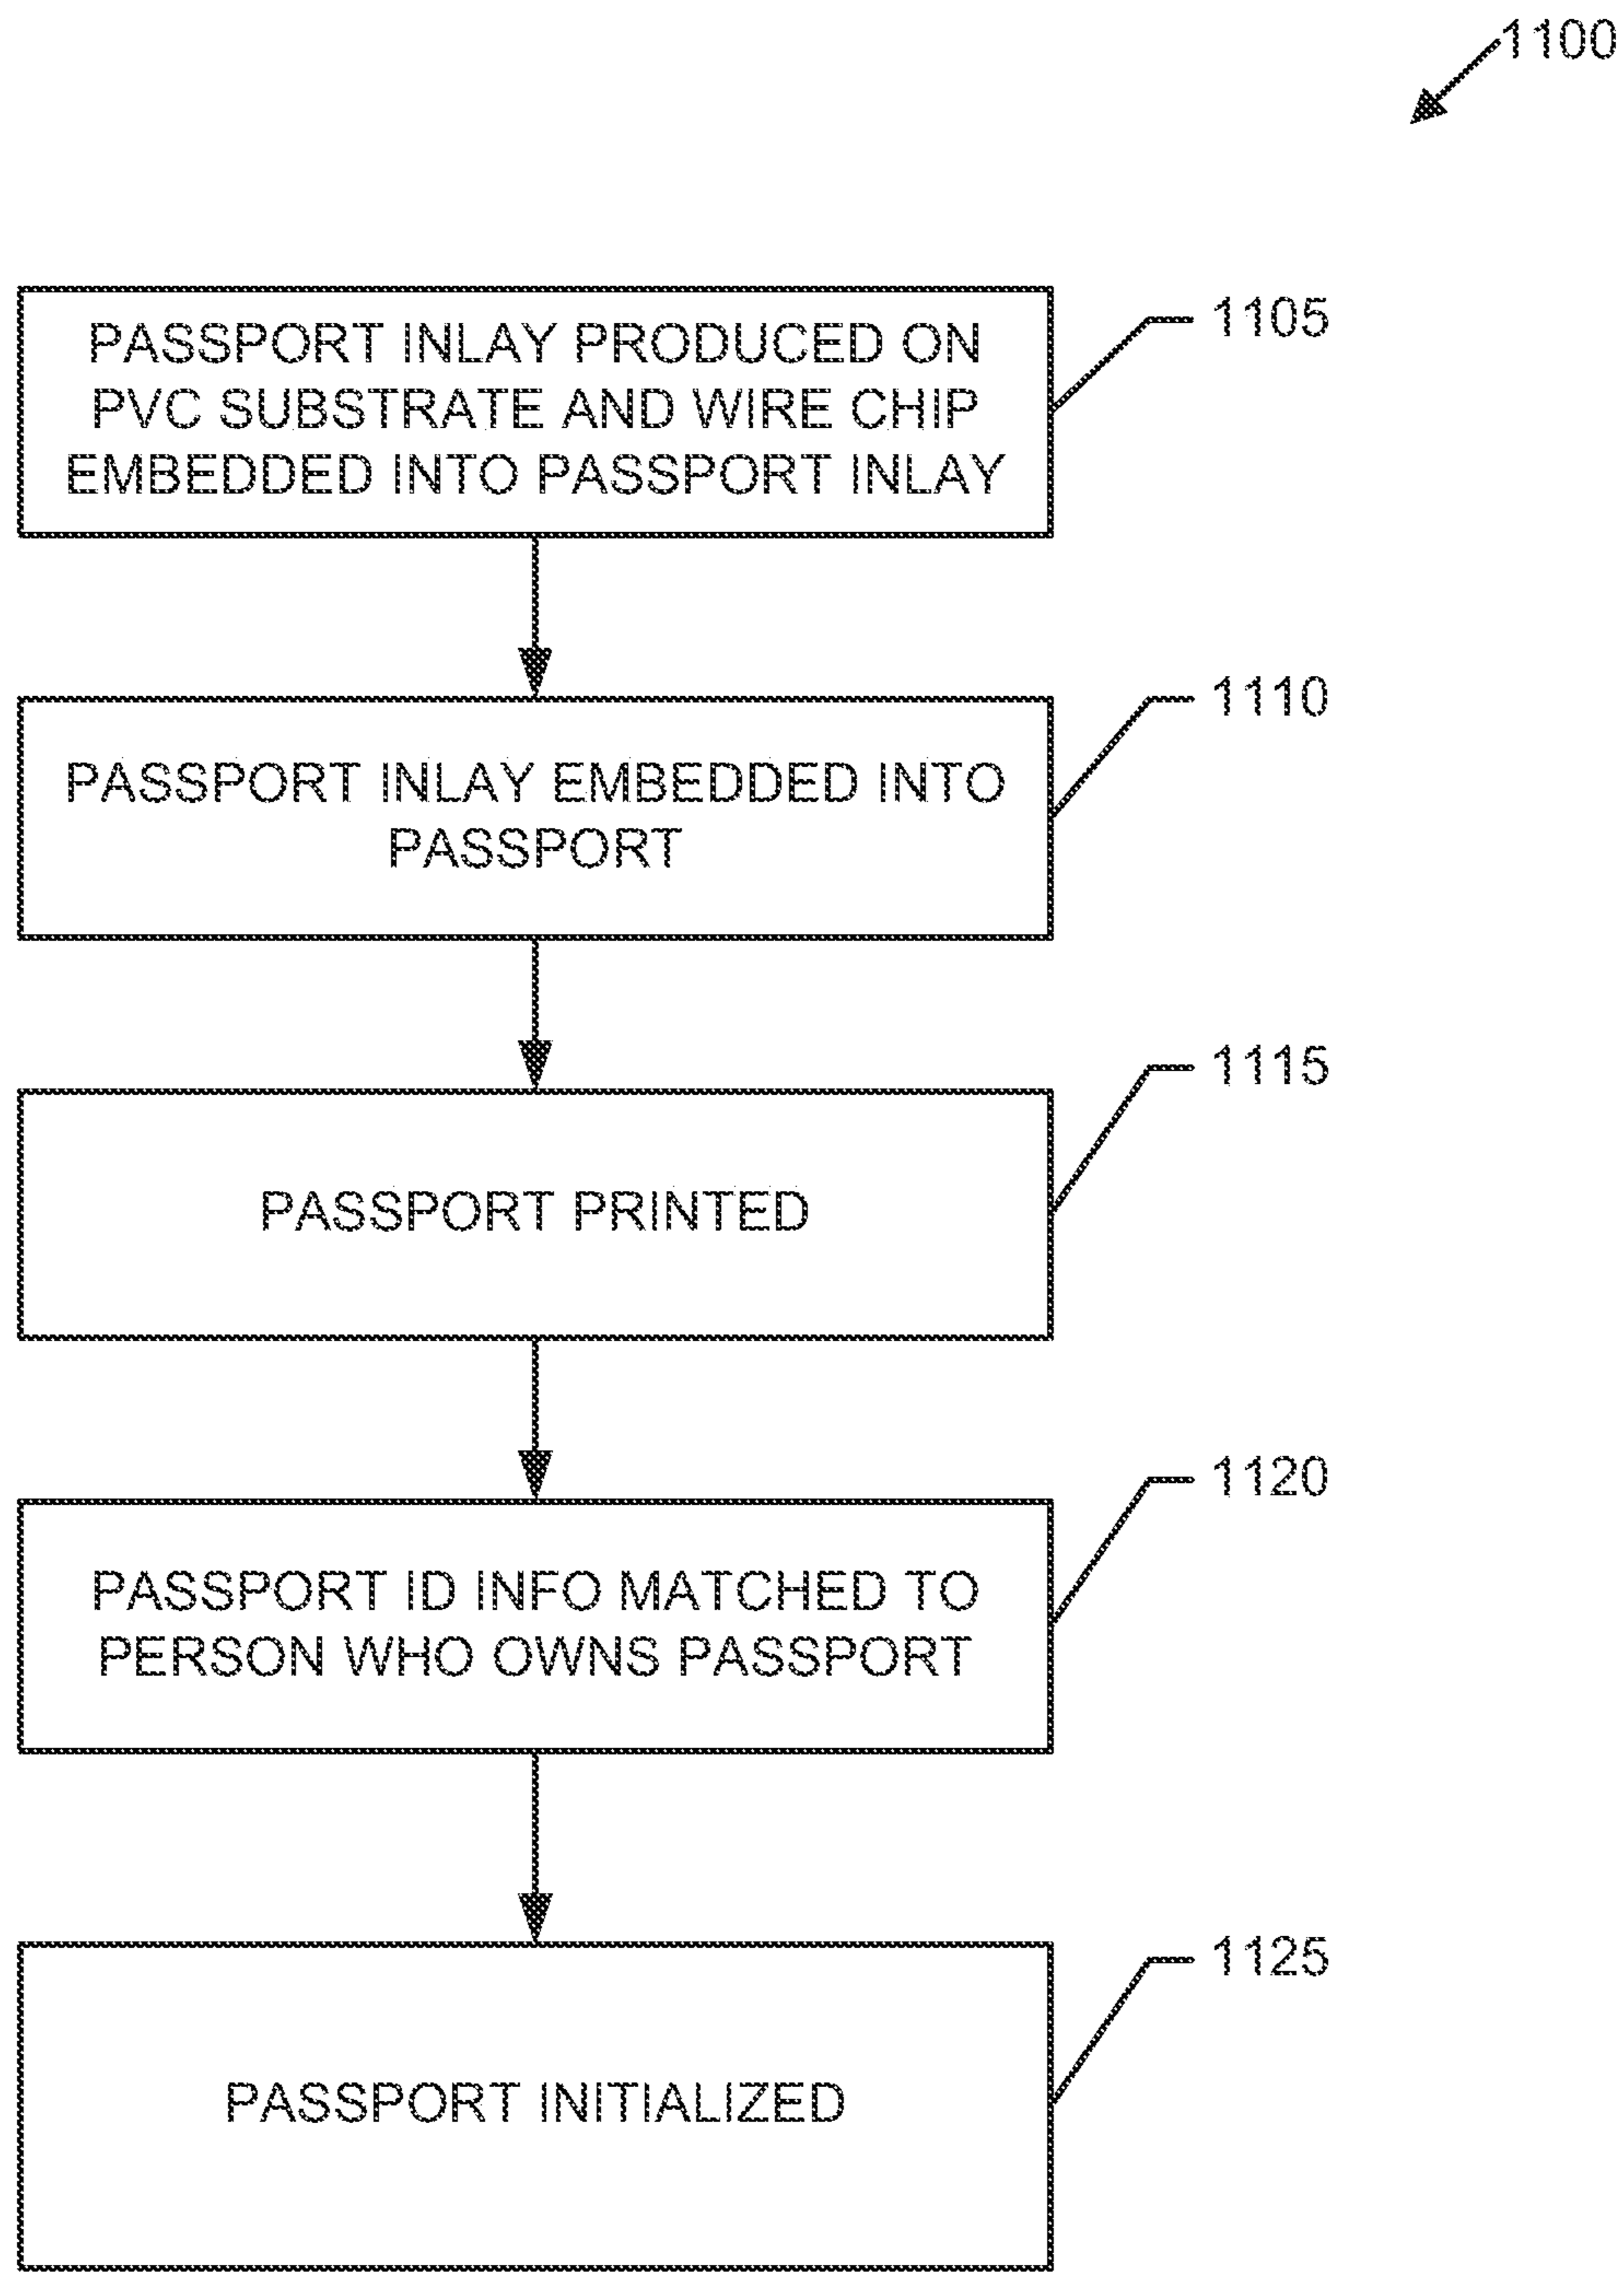 1100
PASSPORT INLAY PRODUCED ON
PVC SUBSTRATE AND WIRE CHIP
EMBEDDED INTO PASSPORT INLAY
1105
PASSPORT INLAY EMBEDDED INTO
PASSPORT
1110
PASSPORT PRINTED
1115
PASSPORT ID INFO MATCHED TO
PERSON WHO OWNS PASSPORT
1120
PASSPORT INITIALIZED
1125